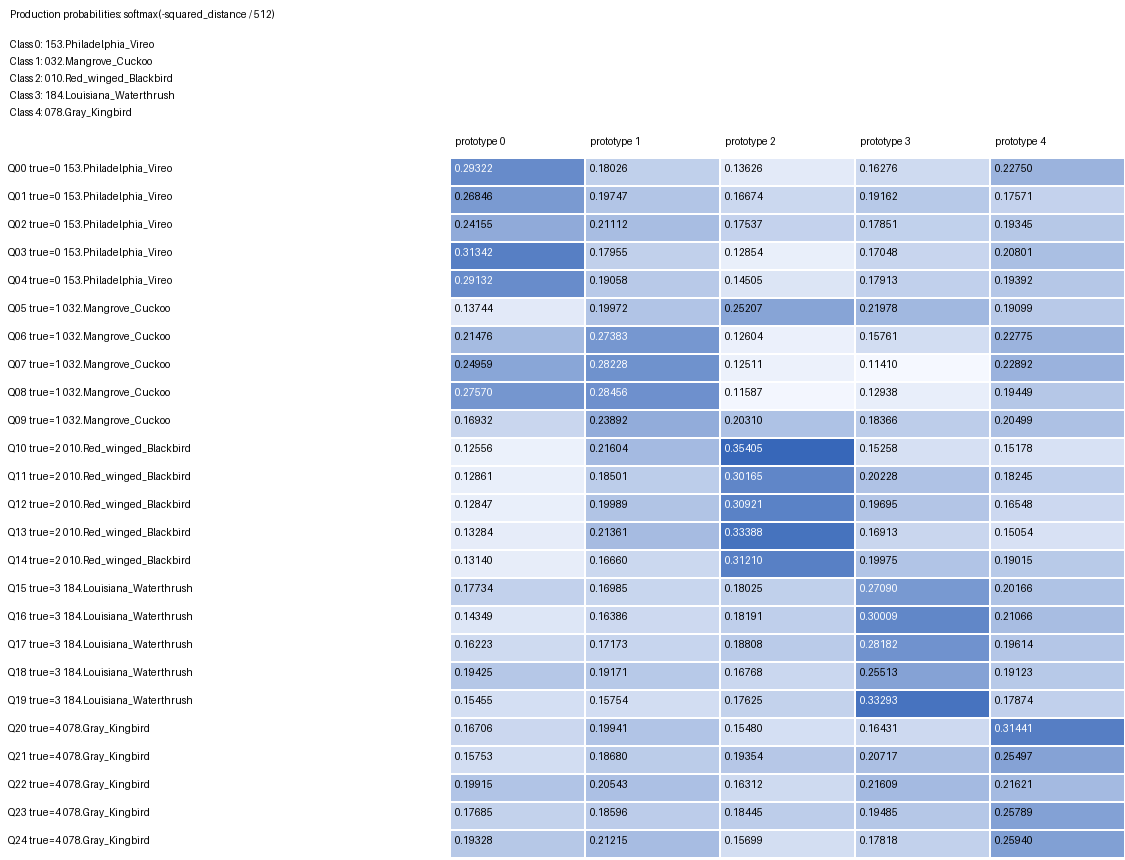 Production probabilities: softmax(-squared_distance / 512)
Class 0: 153.Philadelphia_Vireo
Class 1: 032.Mangrove_Cuckoo
Class 2: 010.Red_winged_Blackbird
Class 3: 184.Louisiana_Waterthrush
Class 4: 078.Gray_Kingbird
prototype 0 prototype 1 prototype 2 prototype 3 prototype 4
Q00 true=0 153.Philadelphia_Vireo 0.29322 0.18026 0.13626 0.16276 0.22750
Q01 true=0 153.Philadelphia_Vireo 0.26846 0.19747 0.16674 0.19162 0.17571
Q02 true=0 153.Philadelphia_Vireo 0.24155 0.21112 0.17537 0.17851 0.19345
Q03 true=0 153.Philadelphia_Vireo 0.31342 0.17955 0.12854 0.17048 0.20801
Q04 true=0 153.Philadelphia_Vireo 0.29132 0.19058 0.14505 0.17913 0.19392
Q05 true=1 032.Mangrove_Cuckoo 0.13744 0.19972 0.25207 0.21978 0.19099
Q06 true=1 032.Mangrove_Cuckoo 0.21476 0.27383 0.12604 0.15761 0.22775
Q07 true=1 032.Mangrove_Cuckoo 0.24959 0.28228 0.12511 0.11410 0.22892
Q08 true=1 032.Mangrove_Cuckoo 0.27570 0.28456 0.11587 0.12938 0.19449
Q09 true=1 032.Mangrove_Cuckoo 0.16932 0.23892 0.20310 0.18366 0.20499
Q10 true=2 010.Red_winged_Blackbird 0.12556 0.21604 0.35405 0.15258 0.15178
Q11 true=2 010.Red_winged_Blackbird 0.12861 0.18501 0.30165 0.20228 0.18245
Q12 true=2 010.Red_winged_Blackbird 0.12847 0.19989 0.30921 0.19695 0.16548
Q13 true=2 010.Red_winged_Blackbird 0.13284 0.21361 0.33388 0.16913 0.15054
Q14 true=2 010.Red_winged_Blackbird 0.13140 0.16660 0.31210 0.19975 0.19015
Q15 true=3 184.Louisiana_Waterthrush 0.17734 0.16985 0.18025 0.27090 0.20166
Q16 true=3 184.Louisiana_Waterthrush 0.14349 0.16386 0.18191 0.30009 0.21066
Q17 true=3 184.Louisiana_Waterthrush 0.16223 0.17173 0.18808 0.28182 0.19614
Q18 true=3 184.Louisiana_Waterthrush 0.19425 0.19171 0.16768 0.25513 0.19123
Q19 true=3 184.Louisiana_Waterthrush 0.15455 0.15754 0.17625 0.33293 0.17874
Q20 true=4 078.Gray_Kingbird 0.16706 0.19941 0.15480 0.16431 0.31441
Q21 true=4 078.Gray_Kingbird 0.15753 0.18680 0.19354 0.20717 0.25497
Q22 true=4 078.Gray_Kingbird 0.19915 0.20543 0.16312 0.21609 0.21621
Q23 true=4 078.Gray_Kingbird 0.17685 0.18596 0.18445 0.19485 0.25789
Q24 true=4 078.Gray_Kingbird 0.19328 0.21215 0.15699 0.17818 0.25940